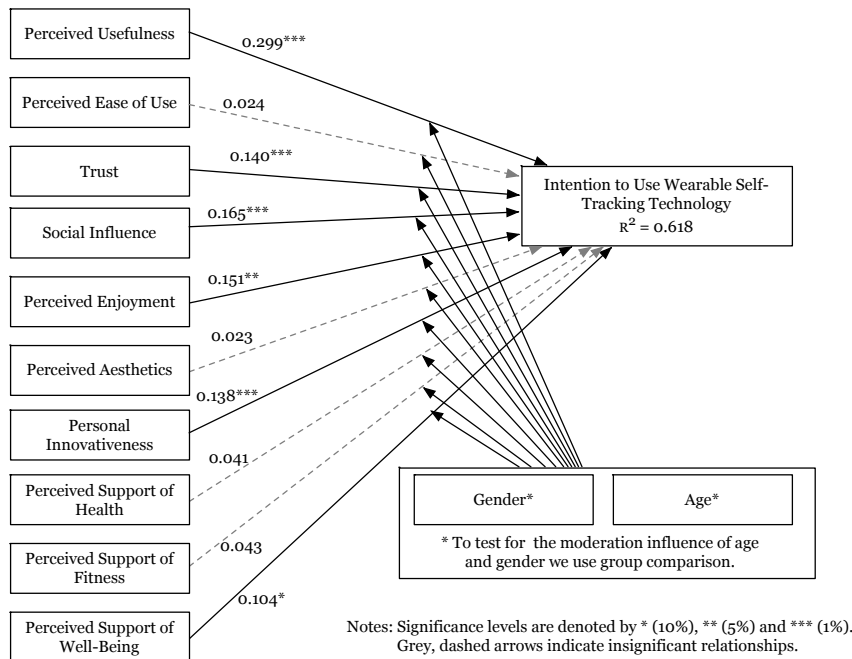 Perceived Usefulness
0.299***
Perceived Ease of Use
0.024
Trust
0.140***
Social Influence
0.165***
Perceived Enjoyment
0.151**
Perceived Aesthetics
0.023
Personal
Innovativeness
0.138***
Perceived Support of
Health
0.041
Perceived Support of
Fitness
0.043
Perceived Support of
Well-Being
0.104*
Intention to Use Wearable Self-
Tracking Technology
R² = 0.618
Gender*
Age*
* To test for the moderation influence of age
and gender we use group comparison.
Notes: Significance levels are denoted by * (10%), ** (5%) and *** (1%).
Grey, dashed arrows indicate insignificant relationships.